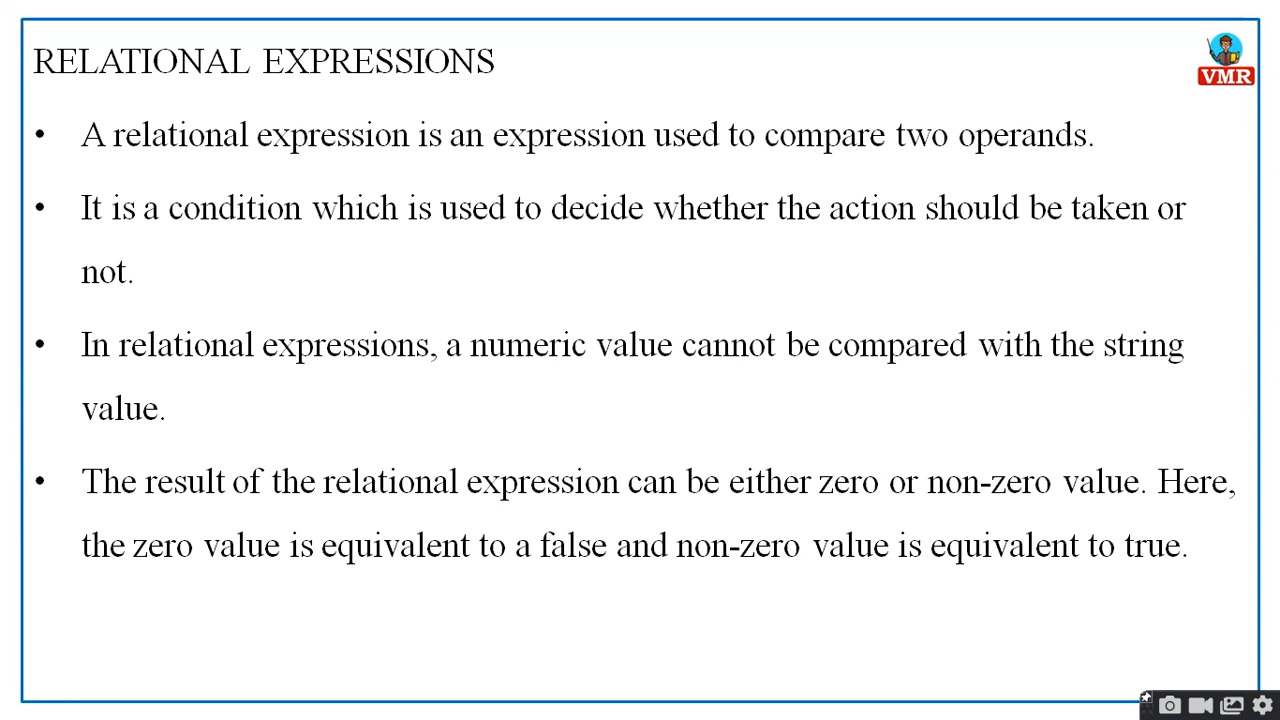 RELATIONAL EXPRESSIONS
VMR
• A relational expression is an expression used to compare two operands.
• It is a condition which is used to decide whether the action should be taken or
not.
• In relational expressions, a numeric value cannot be compared with the string
value.
• The result of the relational expression can be either zero or non-zero value. Here,
the zero value is equivalent to a false and non-zero value is equivalent to true.